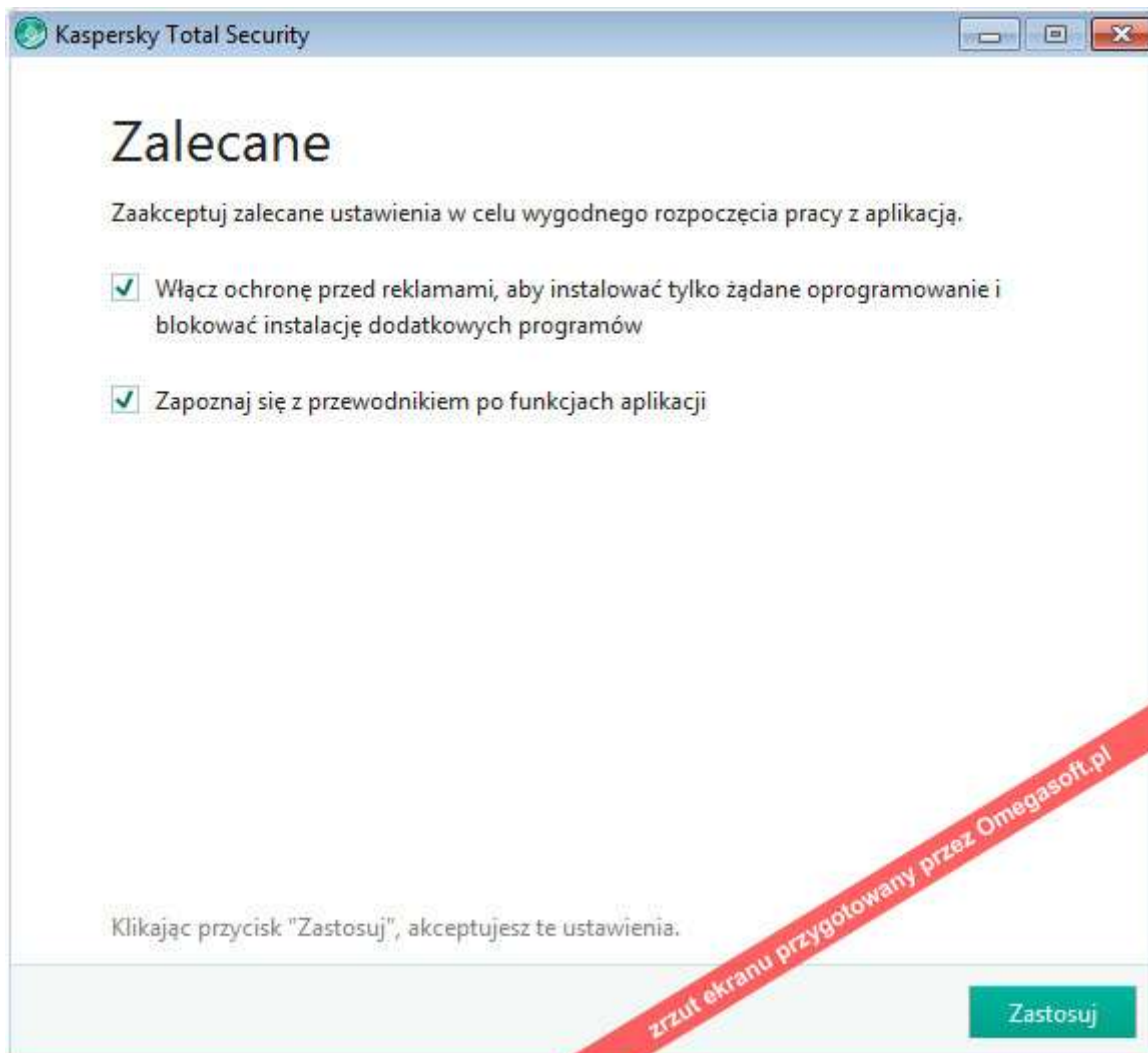 Kaspersky Total Security
Zalecane
Zaakceptuj zalecane ustawienia w celu wygodnego rozpoczęcia pracy z aplikacją.
Włącz ochronę przed reklamami, aby instalować tylko żądane oprogramowanie i
blokować instalację dodatkowych programów
Zapoznaj się z przewodnikiem po funkcjach aplikacji
zrzut ekranu przygotowany przez Omegasoft.pl
Klikając przycisk "Zastosuj", akceptujesz te ustawienia.
Zastosuj